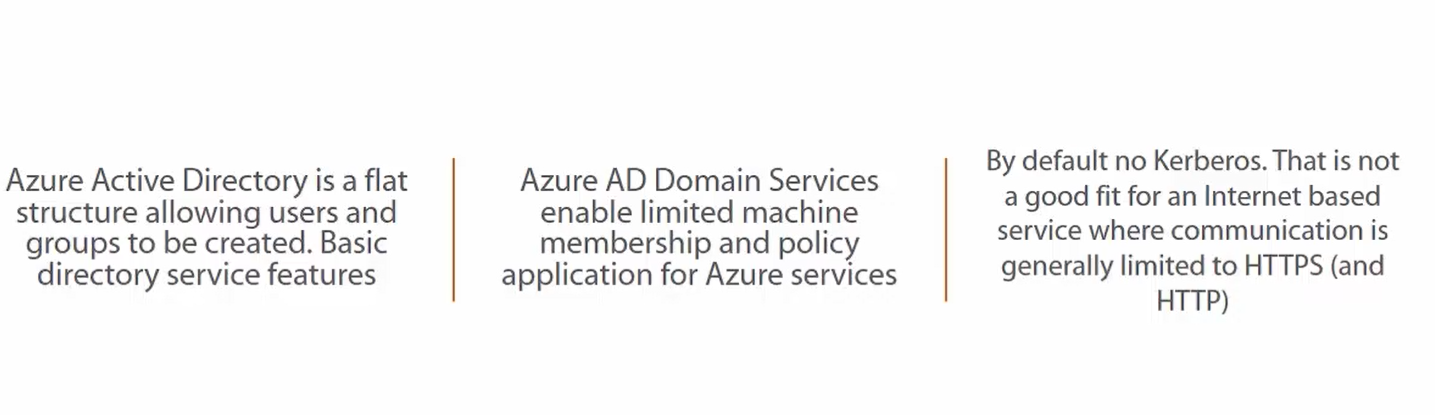 Azure Active Directory is a flat
structure allowing users and
groups to be created. Basic
directory service features
Azure AD Domain Services
enable limited machine
membership and policy
application for Azure services
By default no Kerberos. That is not
a good fit for an Internet based
service where communication is
generally limited to HTTPS (and
HTTP)